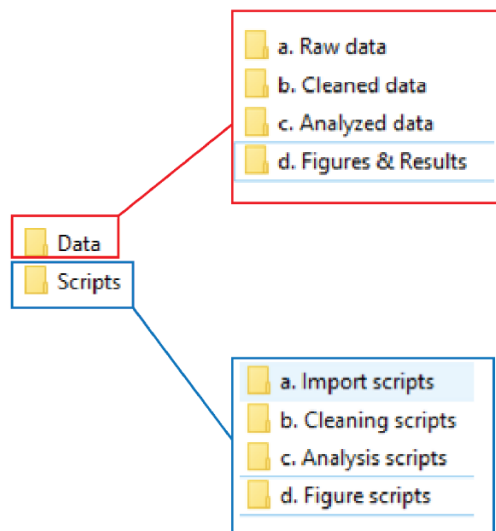 a. Raw data
b. Cleaned data
c. Analyzed data
d. Figures & Results
Data
Scripts
a. Import scripts
b. Cleaning scripts
c. Analysis scripts
d. Figure scripts